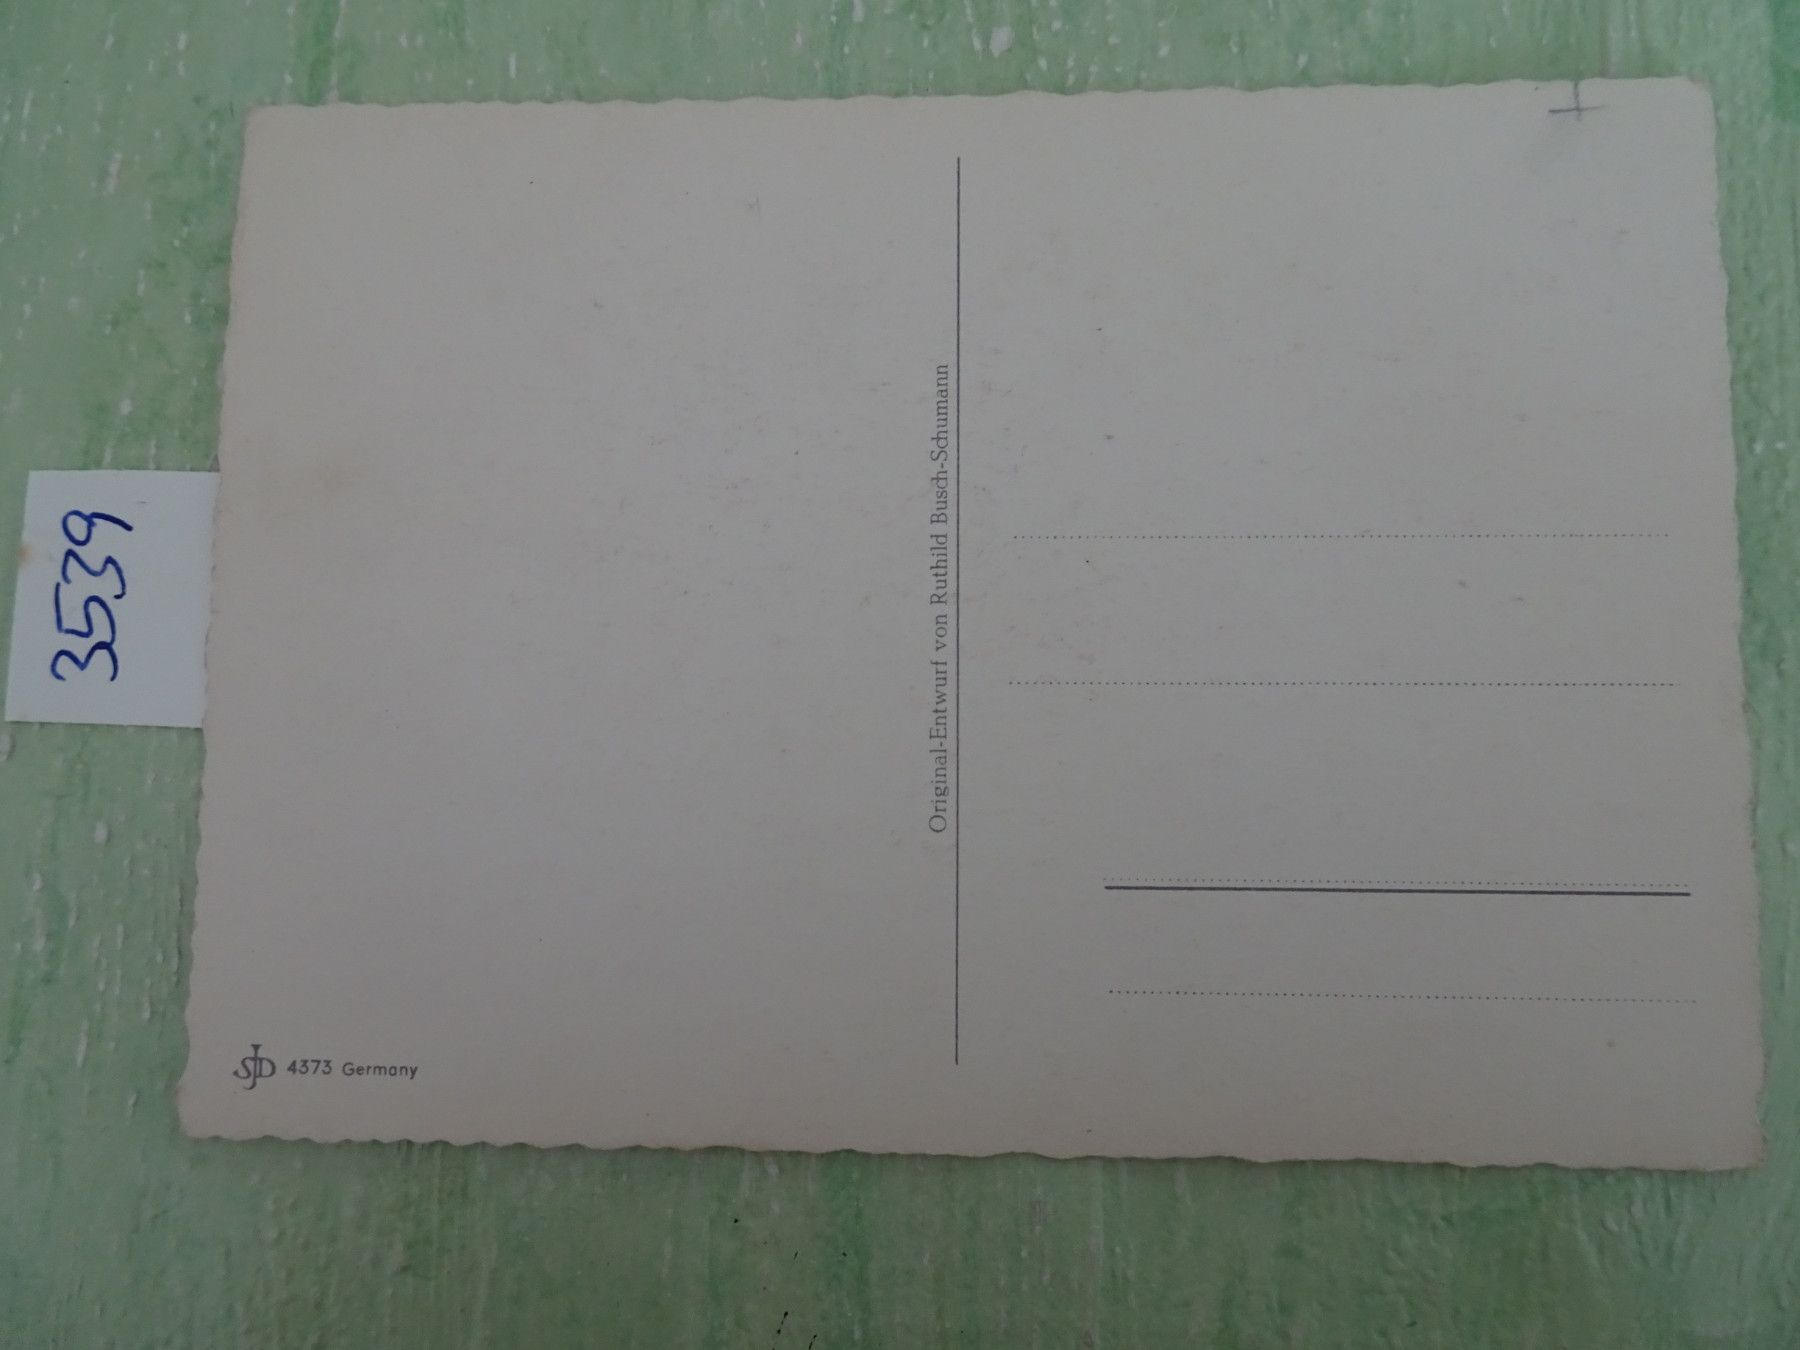 3539
Original-Entwurf von Ruthild Busch-Schumann
SJD 4373 Germany